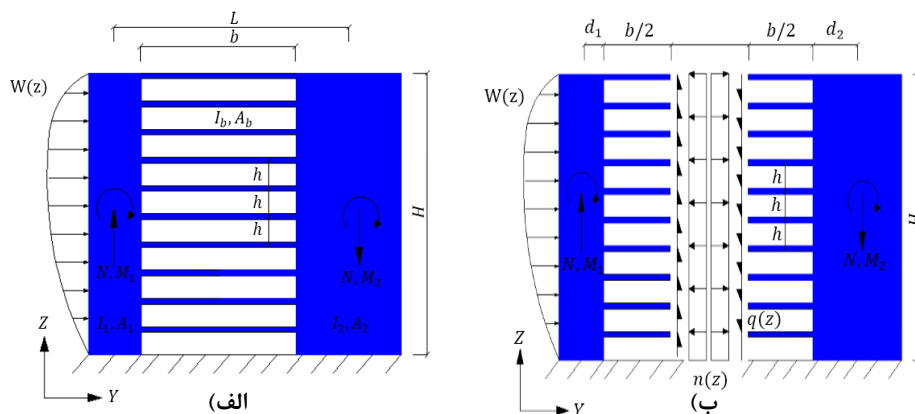 L
b
W(z)
I_b, A_b
h
h
h
H
N, M_1
N, M_2
I_1, A_1
I_2, A_2
Z
Y
الف)
d_1
b/2
b/2
d_2
W(z)
h
h
h
N, M_1
N, M_2
q(z)
Z
n(z)
Y
ب)